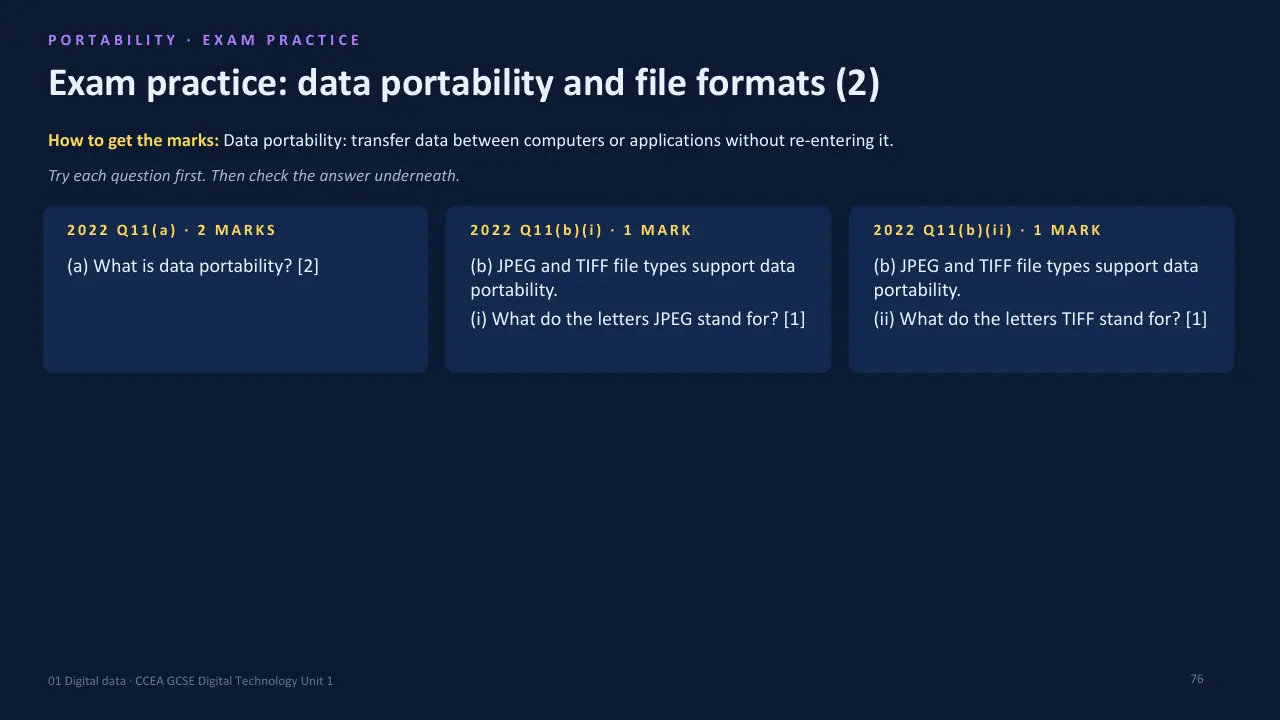 PORTABILITY · EXAM PRACTICE
Exam practice: data portability and file formats (2)
How to get the marks: Data portability: transfer data between computers or applications without re-entering it.
Try each question first. Then check the answer underneath.
2022 Q11(a) · 2 MARKS
(a) What is data portability? [2]
2022 Q11(b)(i) · 1 MARK
(b) JPEG and TIFF file types support data
portability.
(i) What do the letters JPEG stand for? [1]
2022 Q11(b)(ii) · 1 MARK
(b) JPEG and TIFF file types support data
portability.
(ii) What do the letters TIFF stand for? [1]
01 Digital data · CCEA GCSE Digital Technology Unit 1
76